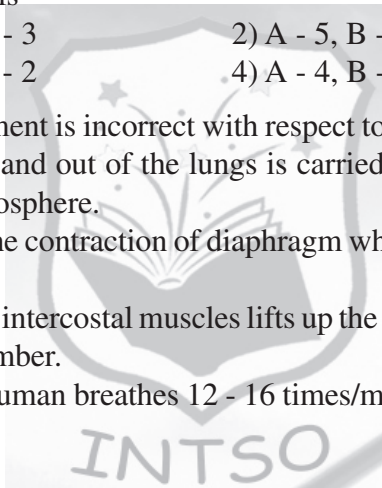 - 3 2) A - 5, B -
- 2 4) A - 4, B -
ment is incorrect with respect to
and out of the lungs is carried
osphere.
he contraction of diaphragm wh
intercostal muscles lifts up the
mber.
uman breathes 12 - 16 times/m
INTSO